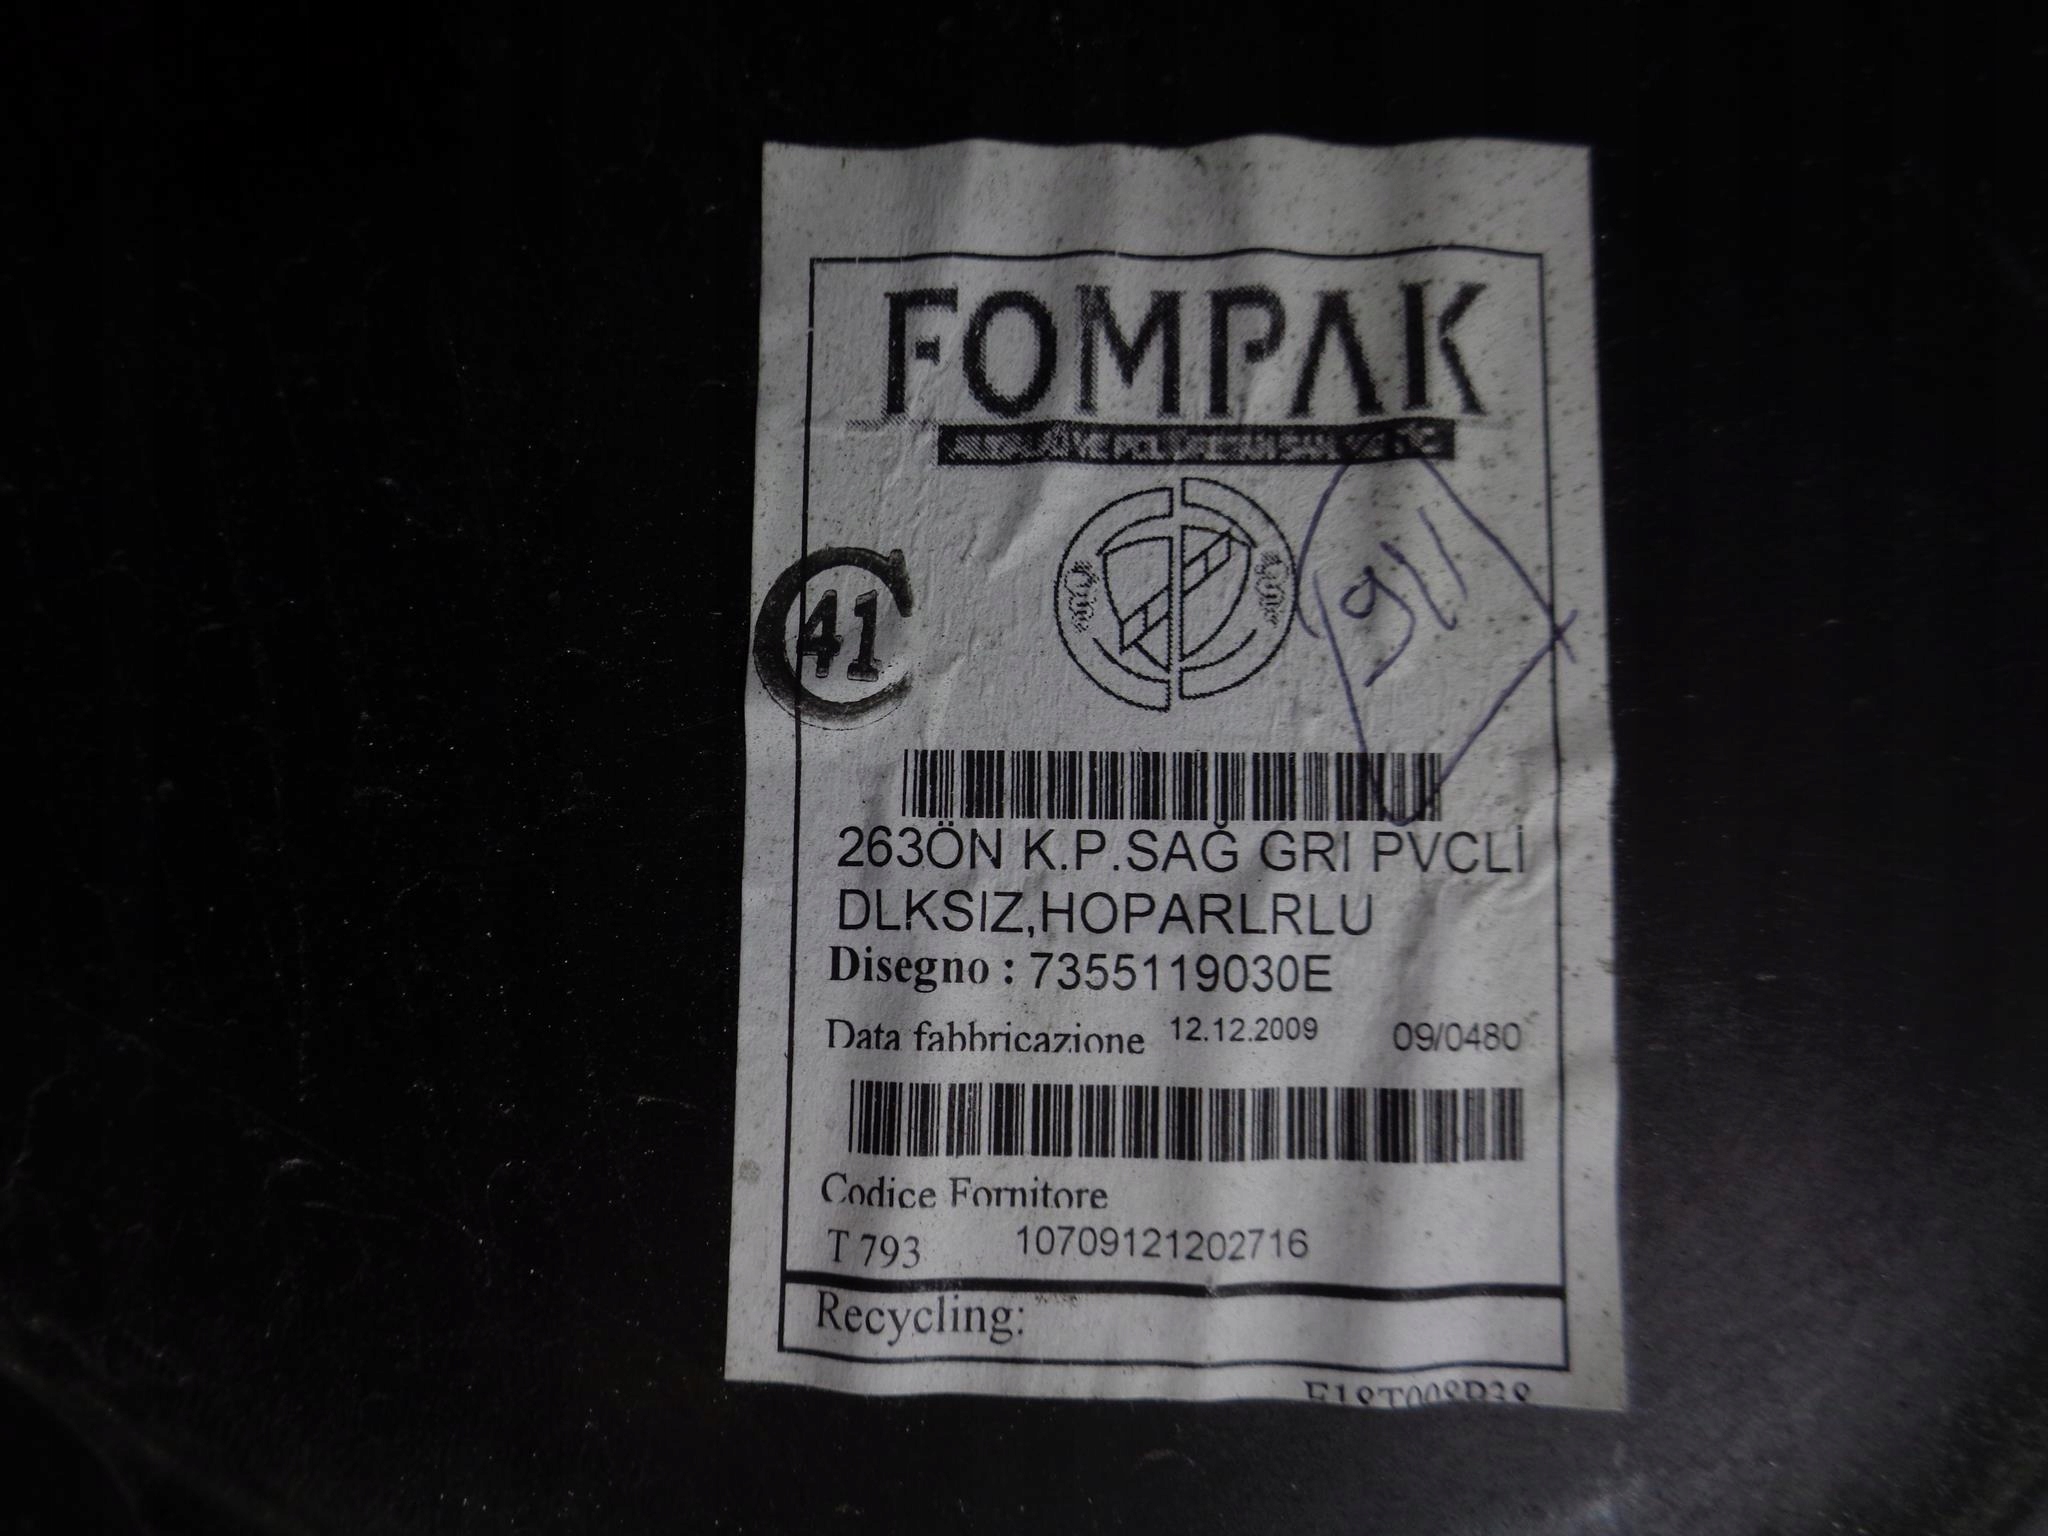 FOMPAK
911
C 41
263ÖN K.P.SAĞ GRI PVCLİ
DLKSIZ,HOPARLRLU
Disegno : 7355119030E
Data fabbricazione 12.12.2009 09/0480
Codice Fornitore
T 793 10709121202716
Recycling: